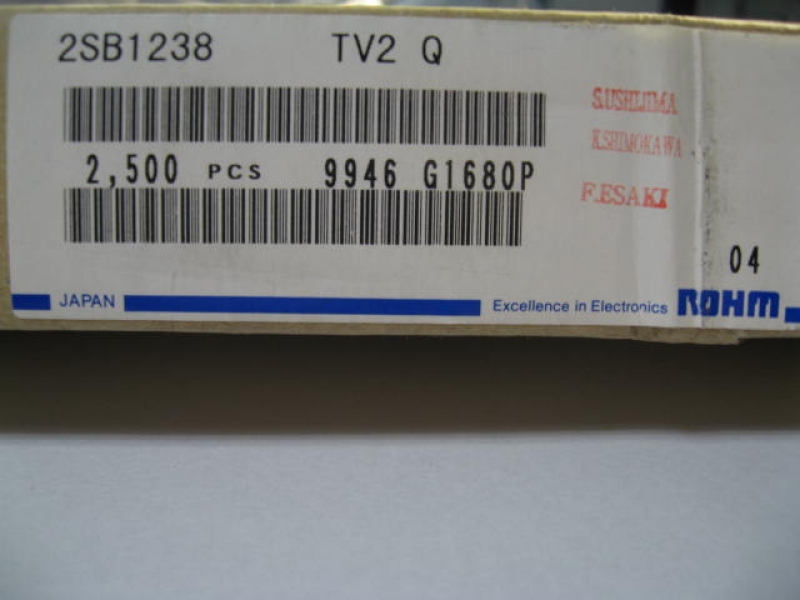 2SB1238 TV2 Q
S.USHIJIMA
K.SHIMOKAWA
2,500 PCS 9946 G1680P
F.ESAKI
04
JAPAN Excellence in Electronics ROHM